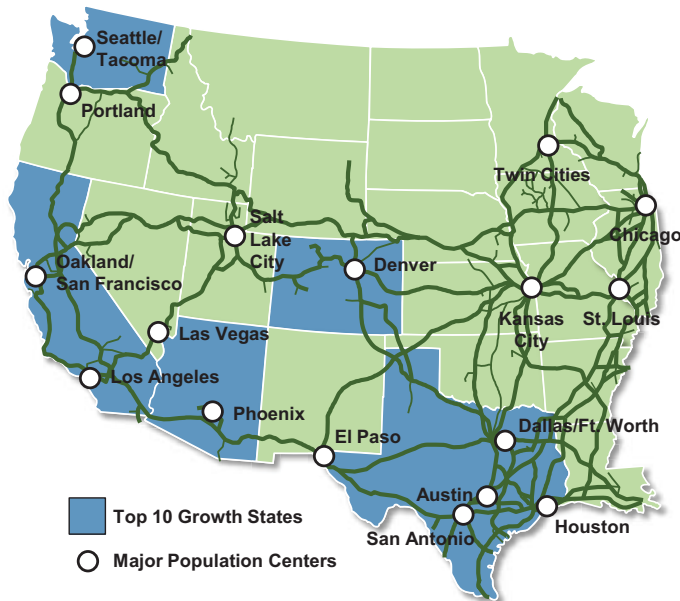 Seattle/
Tacoma
Portland
Twin Cities
Chicago
Salt
Lake
City
Oakland/
San Francisco
Denver
Kansas
City
St. Louis
Las Vegas
Los Angeles
Phoenix
El Paso
Dallas/Ft. Worth
Austin
San Antonio
Houston
Top 10 Growth States
Major Population Centers